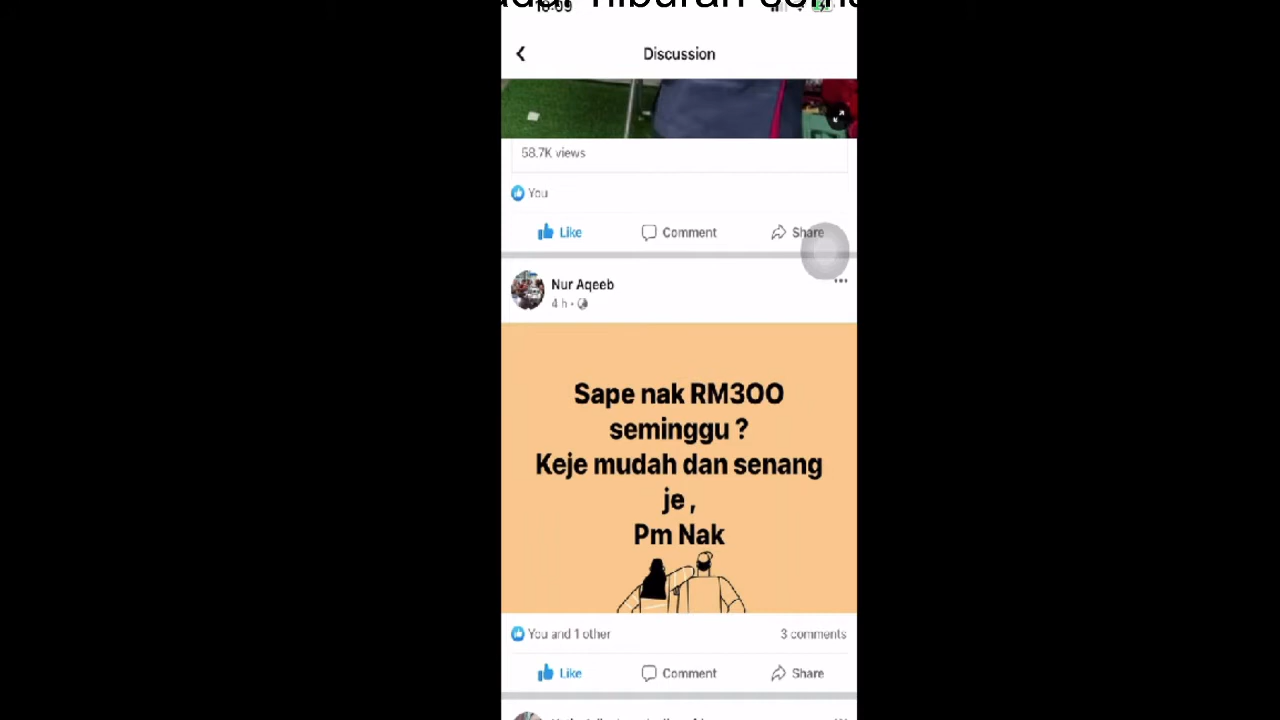 Discussion
58.7K views
You
Like Comment Share
Nur Aqeeb
4 h
Sape nak RM300
seminggu ?
Keje mudah dan senang
je ,
Pm Nak
You and 1 other 3 comments
Like Comment Share